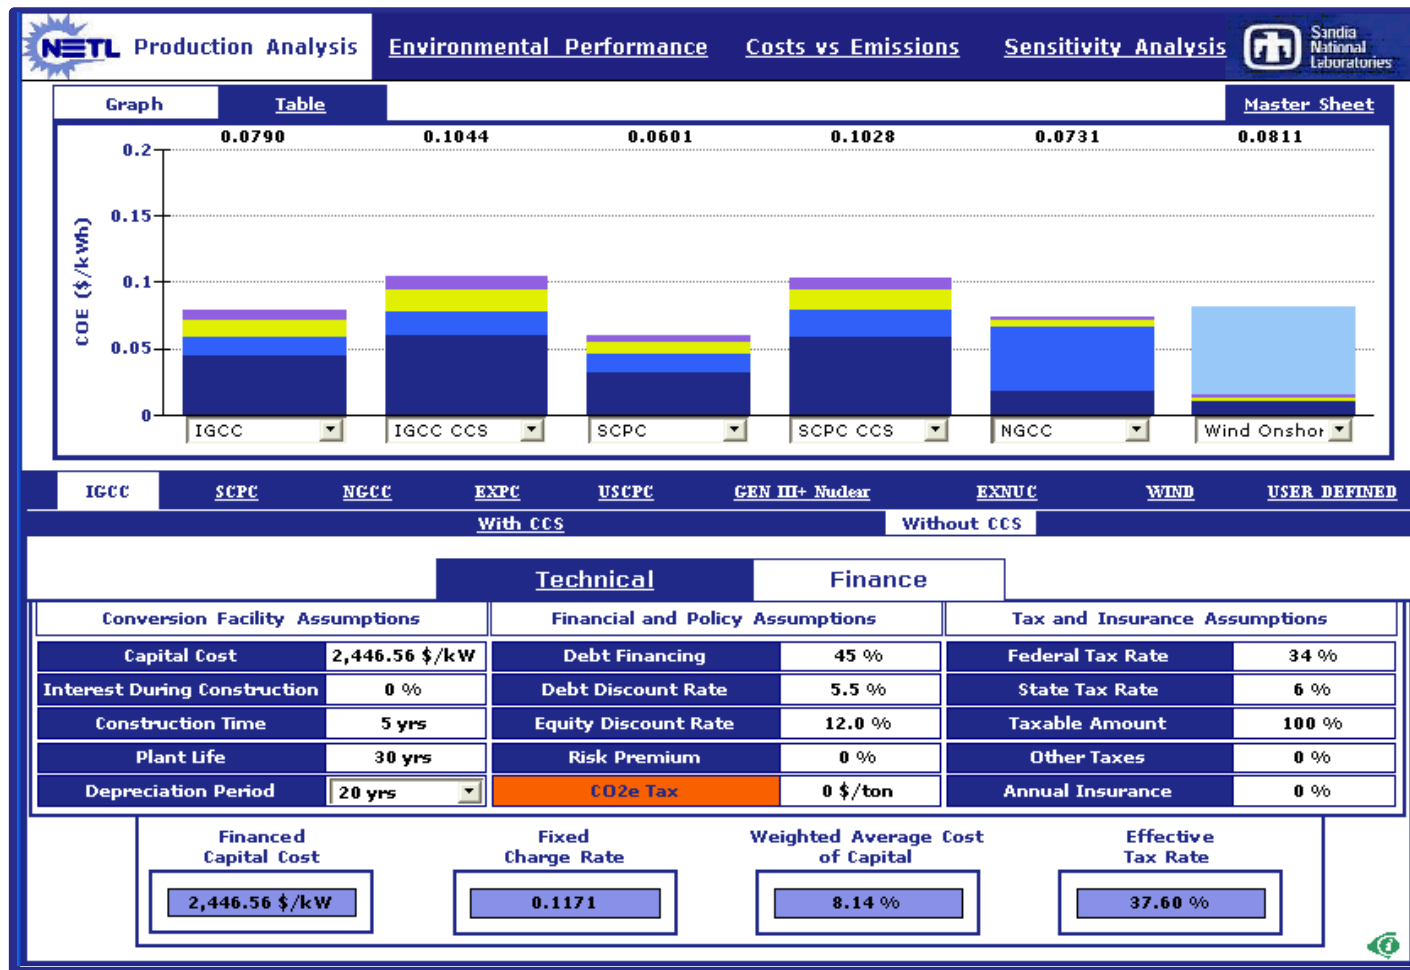 NETL Production Analysis Environmental Performance Costs vs Emissions Sensitivity Analysis Sandia National Laboratories
Graph Table Master Sheet
0.0790 0.1044 0.0601 0.1028 0.0731 0.0811
0.2
0.15
0.1
0.05
0
COE ($/kWh)
IGCC IGCC CCS SCPC SCPC CCS NGCC Wind Onshor
IGCC SCPC NGCC EXPC USCPC GEN III+ Nuclear EXNUC WIND USER DEFINED
With CCS Without CCS
Technical Finance
Conversion Facility Assumptions Financial and Policy Assumptions Tax and Insurance Assumptions
Capital Cost 2,446.56 $/kW Debt Financing 45 % Federal Tax Rate 34 %
Interest During Construction 0 % Debt Discount Rate 5.5 % State Tax Rate 6 %
Construction Time 5 yrs Equity Discount Rate 12.0 % Taxable Amount 100 %
Plant Life 30 yrs Risk Premium 0 % Other Taxes 0 %
Depreciation Period 20 yrs CO2e Tax 0 $/ton Annual Insurance 0 %
Financed Fixed Weighted Average Cost Effective
Capital Cost Charge Rate of Capital Tax Rate
2,446.56 $/kW 0.1171 8.14 % 37.60 %